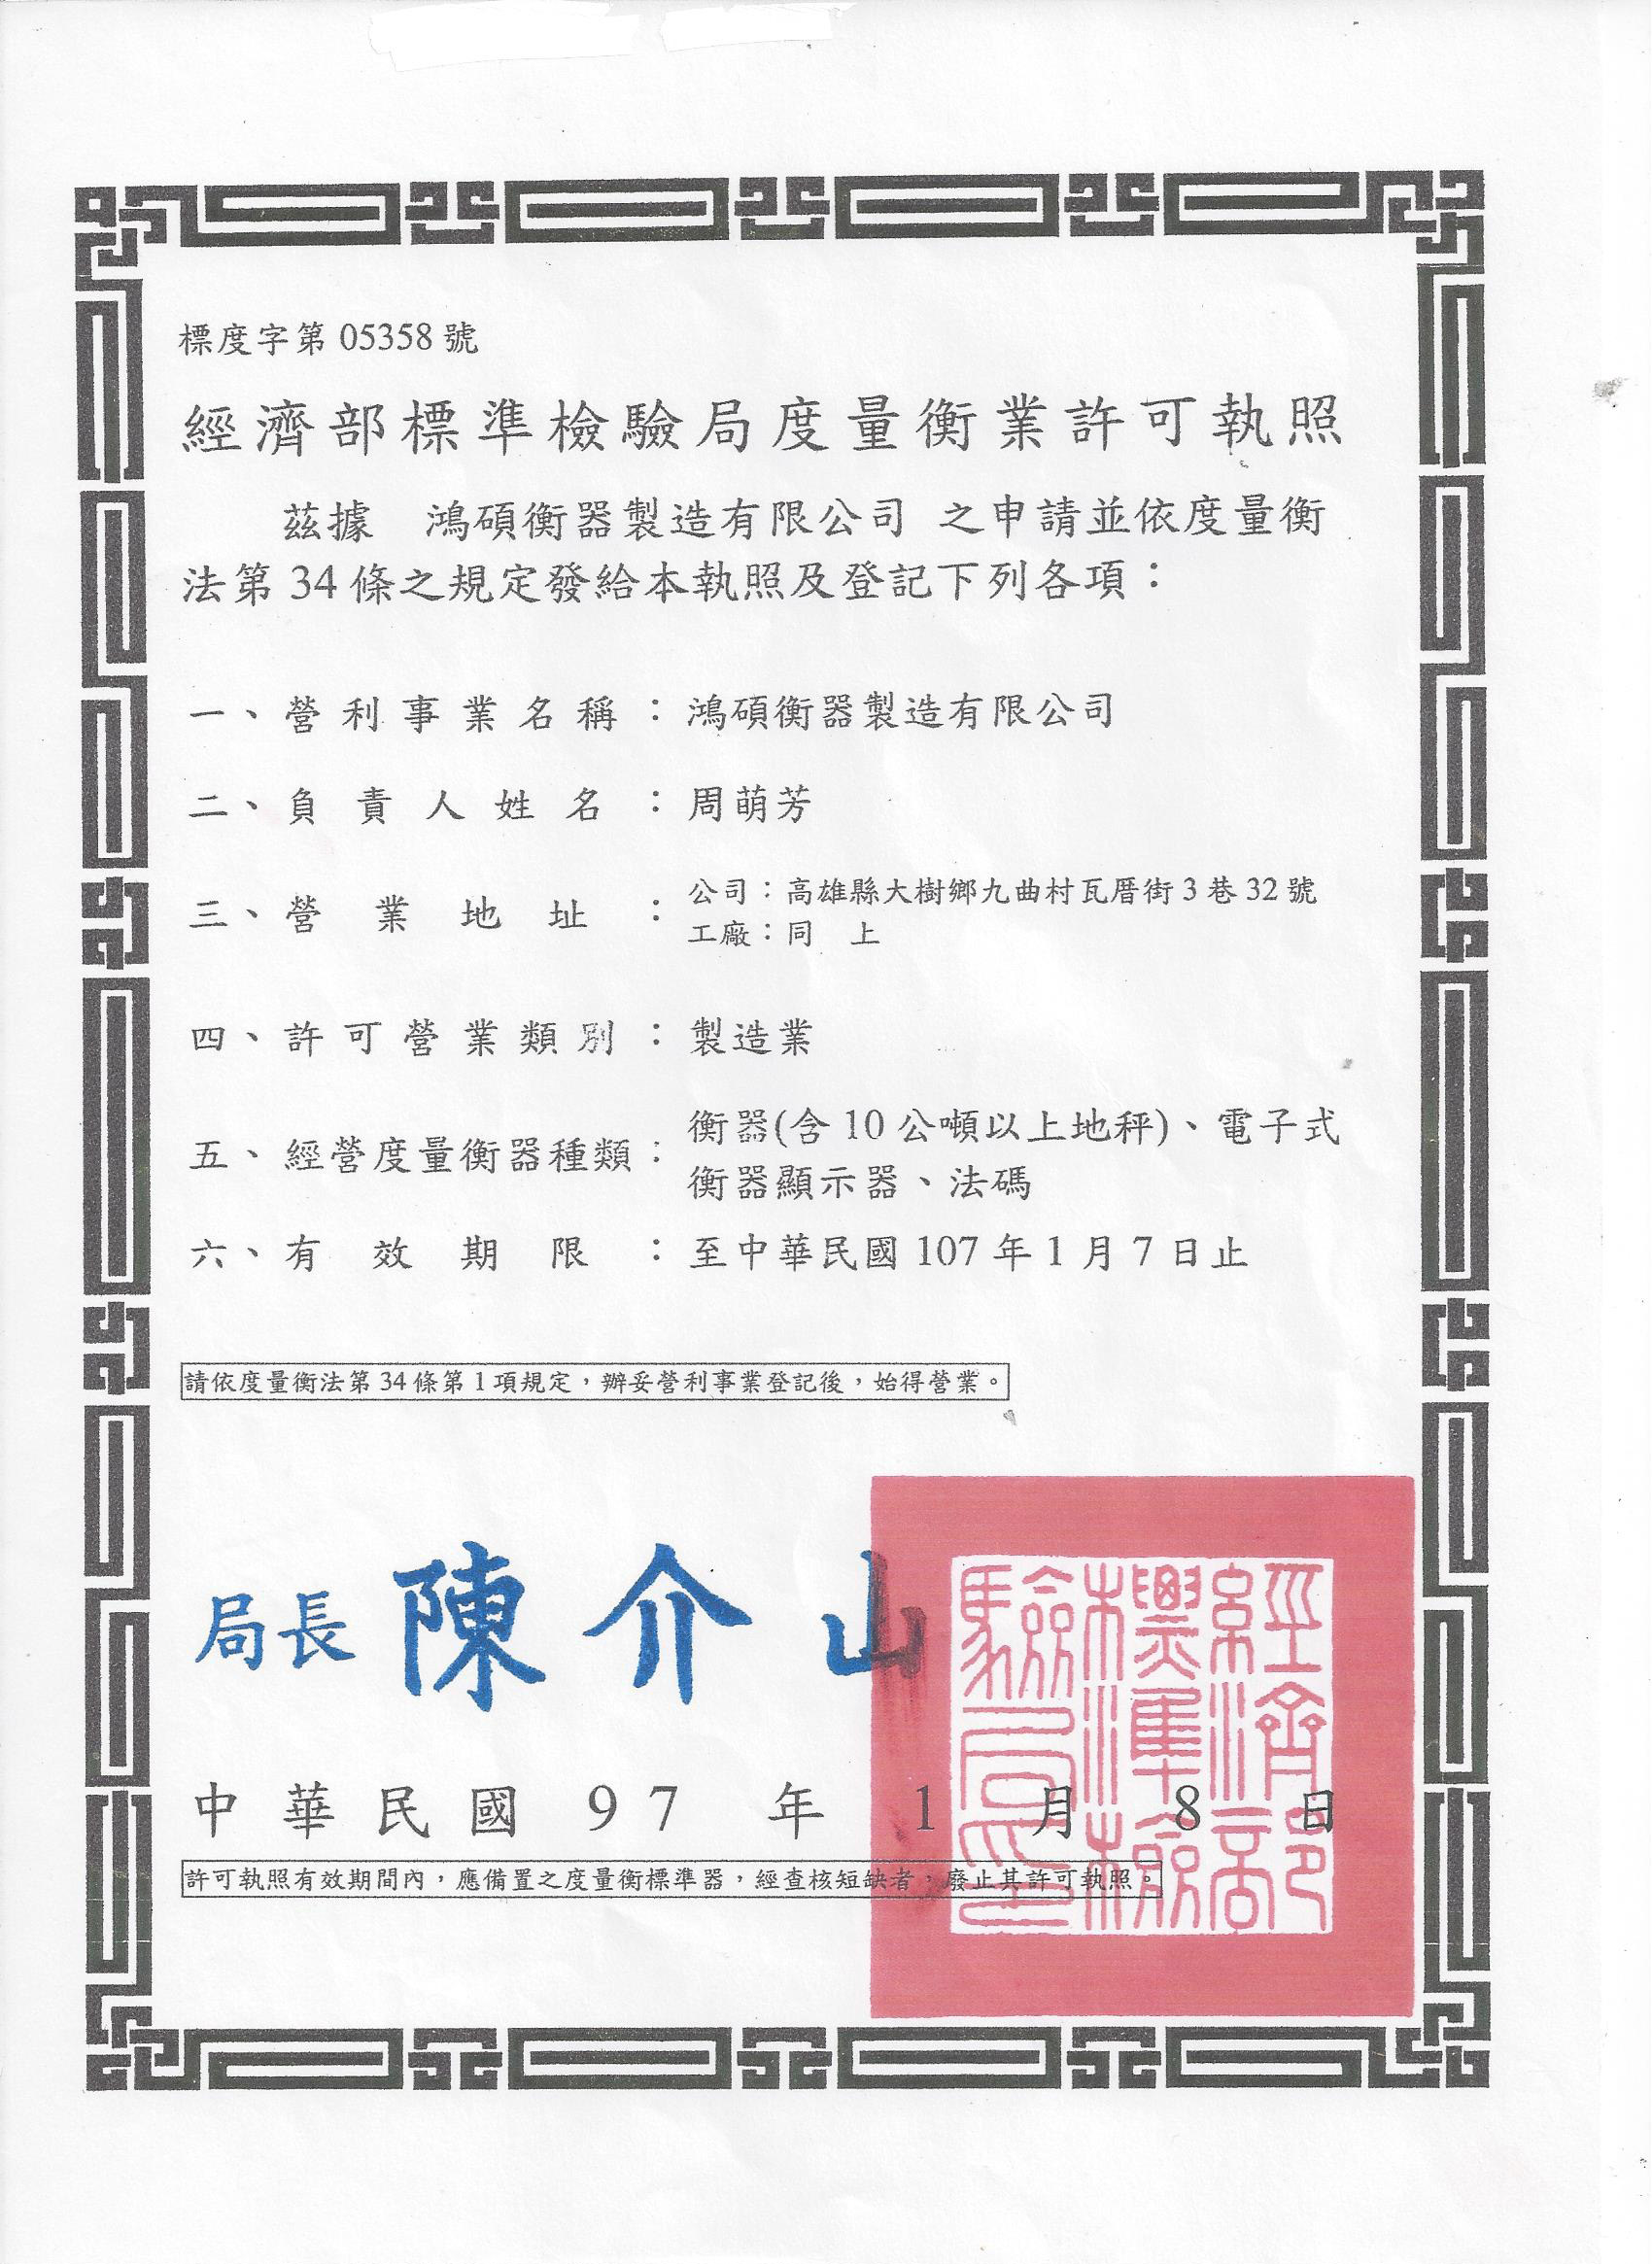 標度字第 05358 號
經濟部標準檢驗局度量衡業許可執照
茲據 鴻碩衡器製造有限公司 之申請並依度量衡
法第 34 條之規定發給本執照及登記下列各項：
一、營利事業名稱：鴻碩衡器製造有限公司
二、負責人姓名：周萌芳
三、營業地址：公司：高雄縣大樹鄉九曲村瓦厝街 3 巷 32 號
工廠：同 上
四、許可營業類別：製造業
五、經營度量衡器種類：衡器(含 10 公噸以上地秤)、電子式
衡器顯示器、法碼
六、有效期限：至中華民國 107 年 1 月 7 日止
請依度量衡法第 34 條第 1 項規定，辦妥營利事業登記後，始得營業。
局長 陳介山
中華民國 97 年 1 月 8 日
許可執照有效期間內，應備置之度量衡標準器，經查核短缺者，廢止其許可執照。
經濟部標準檢驗局印